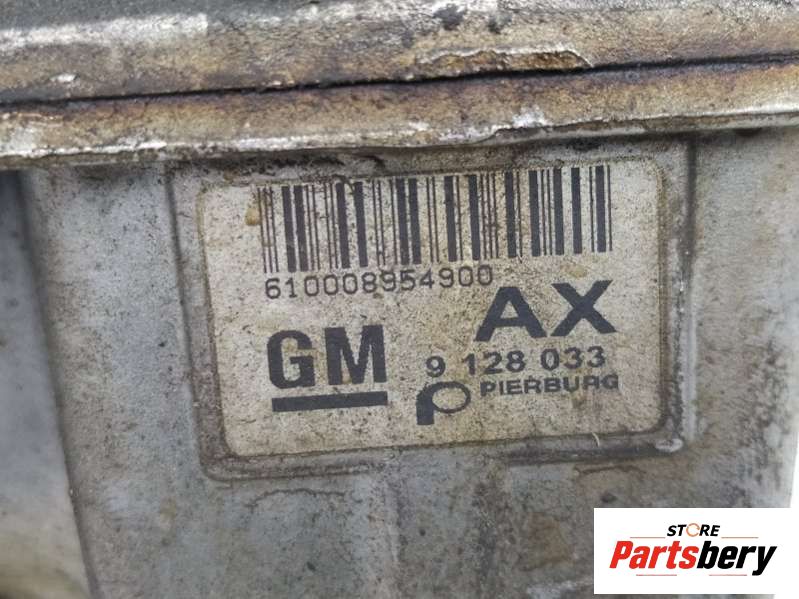 610008954900
GM AX
9 128 033
PIERBURG
STORE
Partsbery